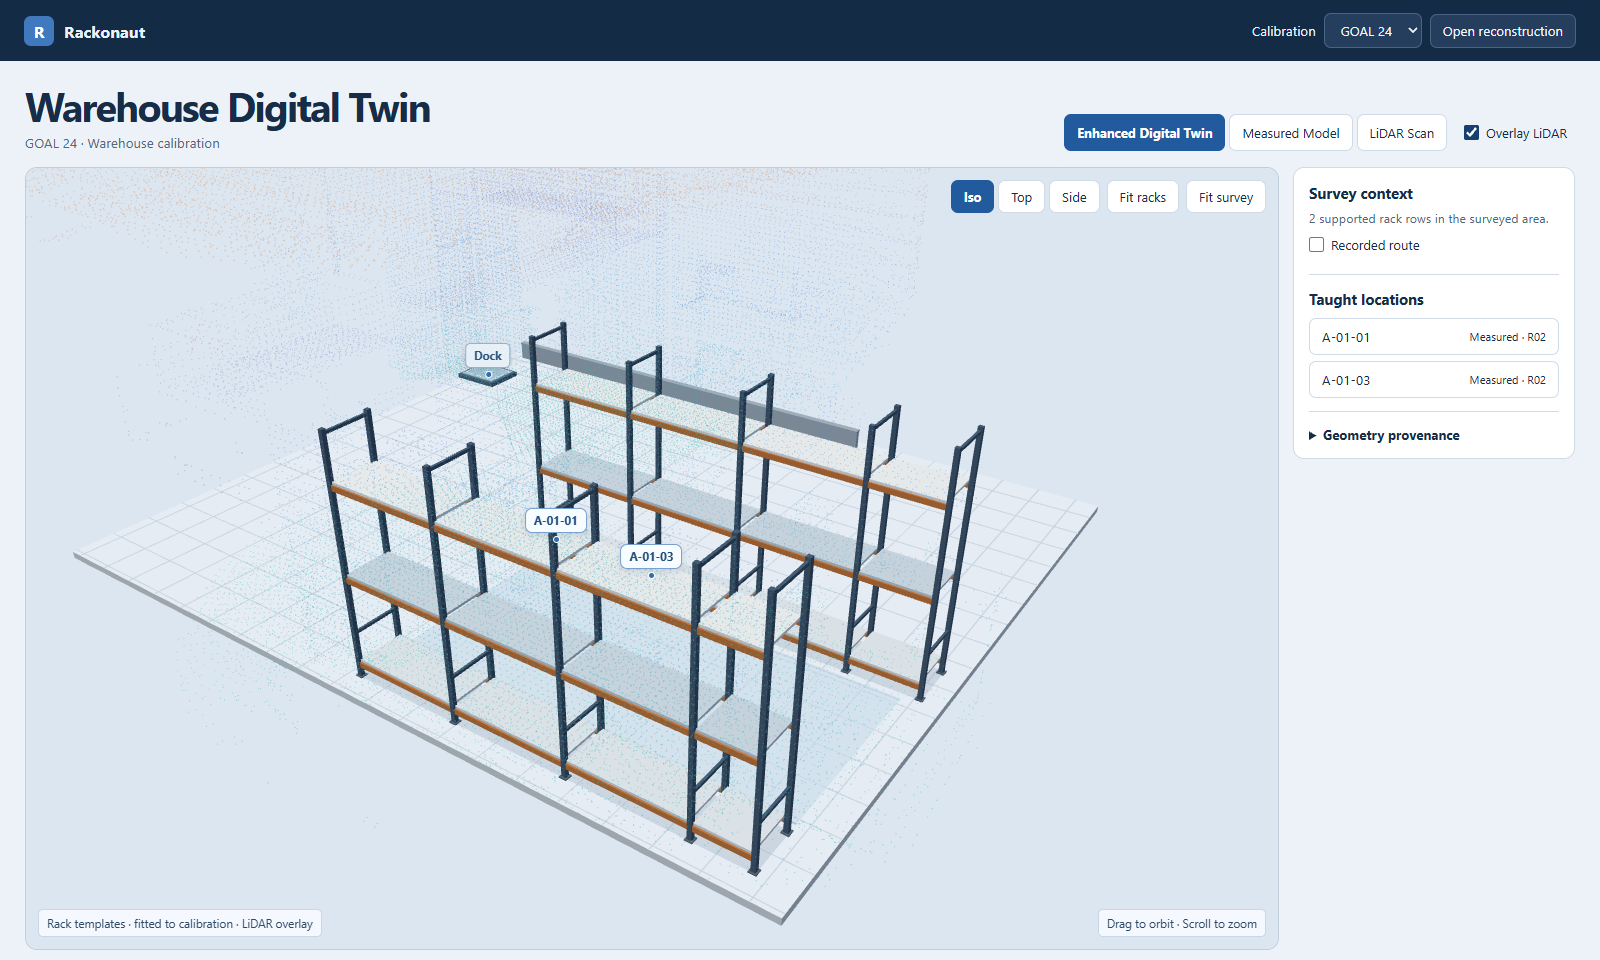 R Rackonaut
Calibration GOAL 24 Open reconstruction
Warehouse Digital Twin
GOAL 24 · Warehouse calibration
Enhanced Digital Twin Measured Model LiDAR Scan Overlay LiDAR
Iso Top Side Fit racks Fit survey
Survey context
2 supported rack rows in the surveyed area.
Recorded route
Taught locations
A-01-01 Measured · R02
A-01-03 Measured · R02
Geometry provenance
Dock
A-01-01
A-01-03
Rack templates · fitted to calibration · LiDAR overlay
Drag to orbit · Scroll to zoom